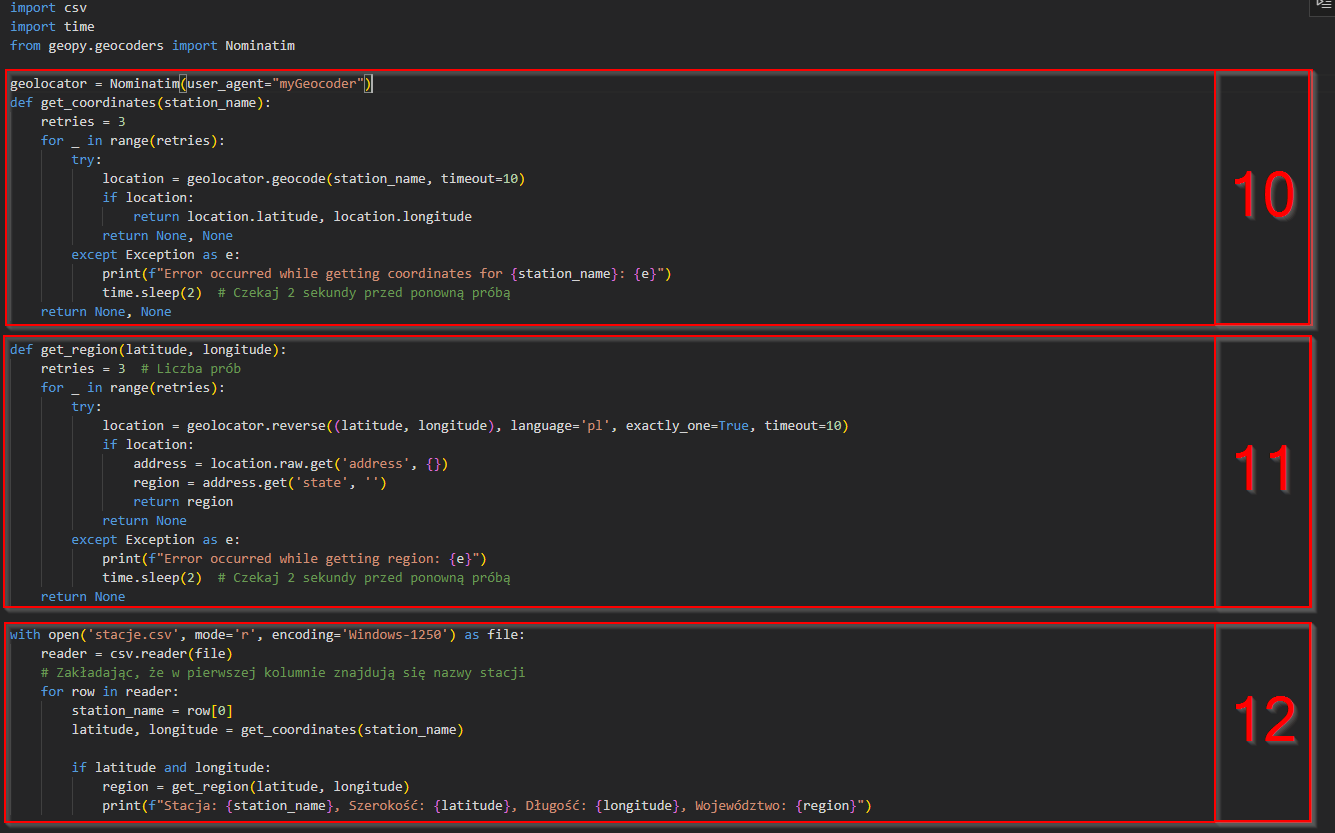 import csv
import time
from geopy.geocoders import Nominatim
geolocator = Nominatim(user_agent="myGeocoder")
def get_coordinates(station_name):
    retries = 3
    for _ in range(retries):
        try:
            location = geolocator.geocode(station_name, timeout=10)
            if location:
                return location.latitude, location.longitude
            return None, None
        except Exception as e:
            print(f"Error occurred while getting coordinates for {station_name}: {e}")
            time.sleep(2)  # Czekaj 2 sekundy przed ponowną próbą
    return None, None
10
def get_region(latitude, longitude):
    retries = 3  # Liczba prób
    for _ in range(retries):
        try:
            location = geolocator.reverse((latitude, longitude), language='pl', exactly_one=True, timeout=10)
            if location:
                address = location.raw.get('address', {})
                region = address.get('state', '')
                return region
            return None
        except Exception as e:
            print(f"Error occurred while getting region: {e}")
            time.sleep(2)  # Czekaj 2 sekundy przed ponowną próbą
    return None
11
with open('stacje.csv', mode='r', encoding='Windows-1250') as file:
    reader = csv.reader(file)
    # Zakładając, że w pierwszej kolumnie znajdują się nazwy stacji
    for row in reader:
        station_name = row[0]
        latitude, longitude = get_coordinates(station_name)
        if latitude and longitude:
            region = get_region(latitude, longitude)
            print(f"Stacja: {station_name}, Szerokość: {latitude}, Długość: {longitude}, Województwo: {region}")
12